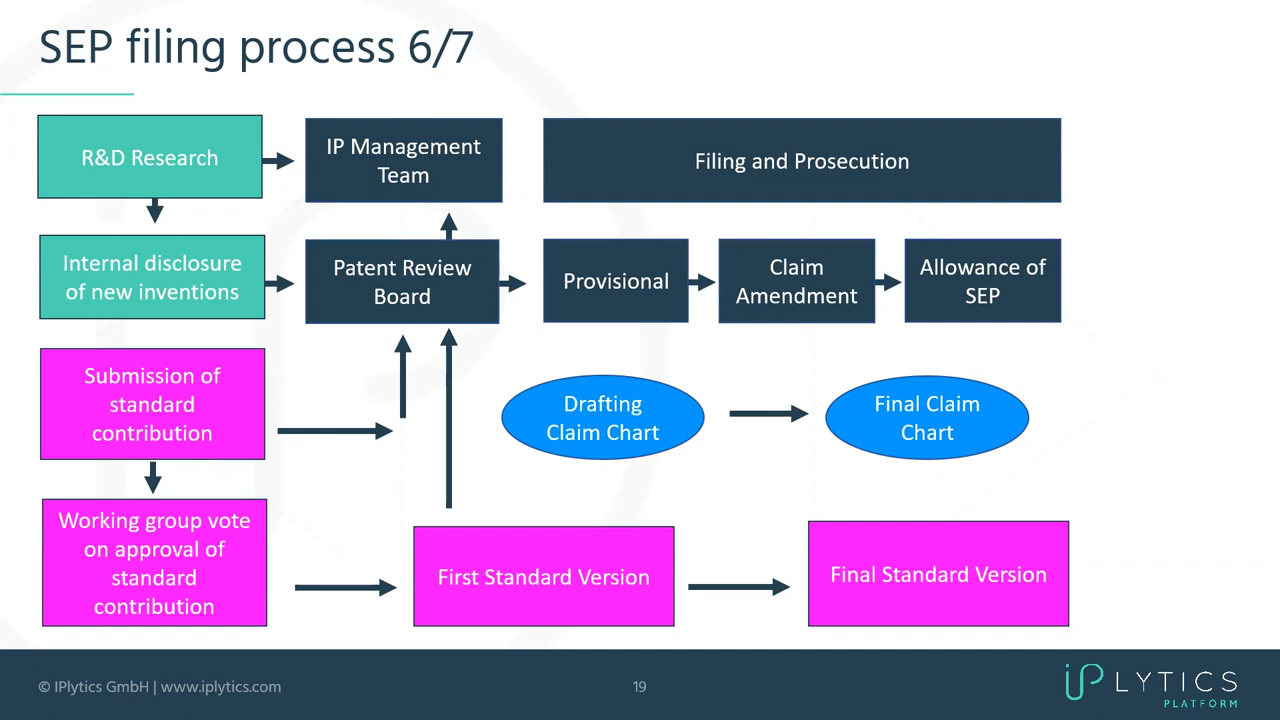 SEP filing process 6/7
R&D Research
IP Management
Team
Filing and Prosecution
Internal disclosure
of new inventions
Patent Review
Board
Provisional
Claim
Amendment
Allowance of
SEP
Submission of
standard
contribution
Drafting
Claim Chart
Final Claim
Chart
Working group vote
on approval of
standard
contribution
First Standard Version
Final Standard Version
© IPlytics GmbH | www.iplytics.com
19
iP LYTICS
PLATFORM